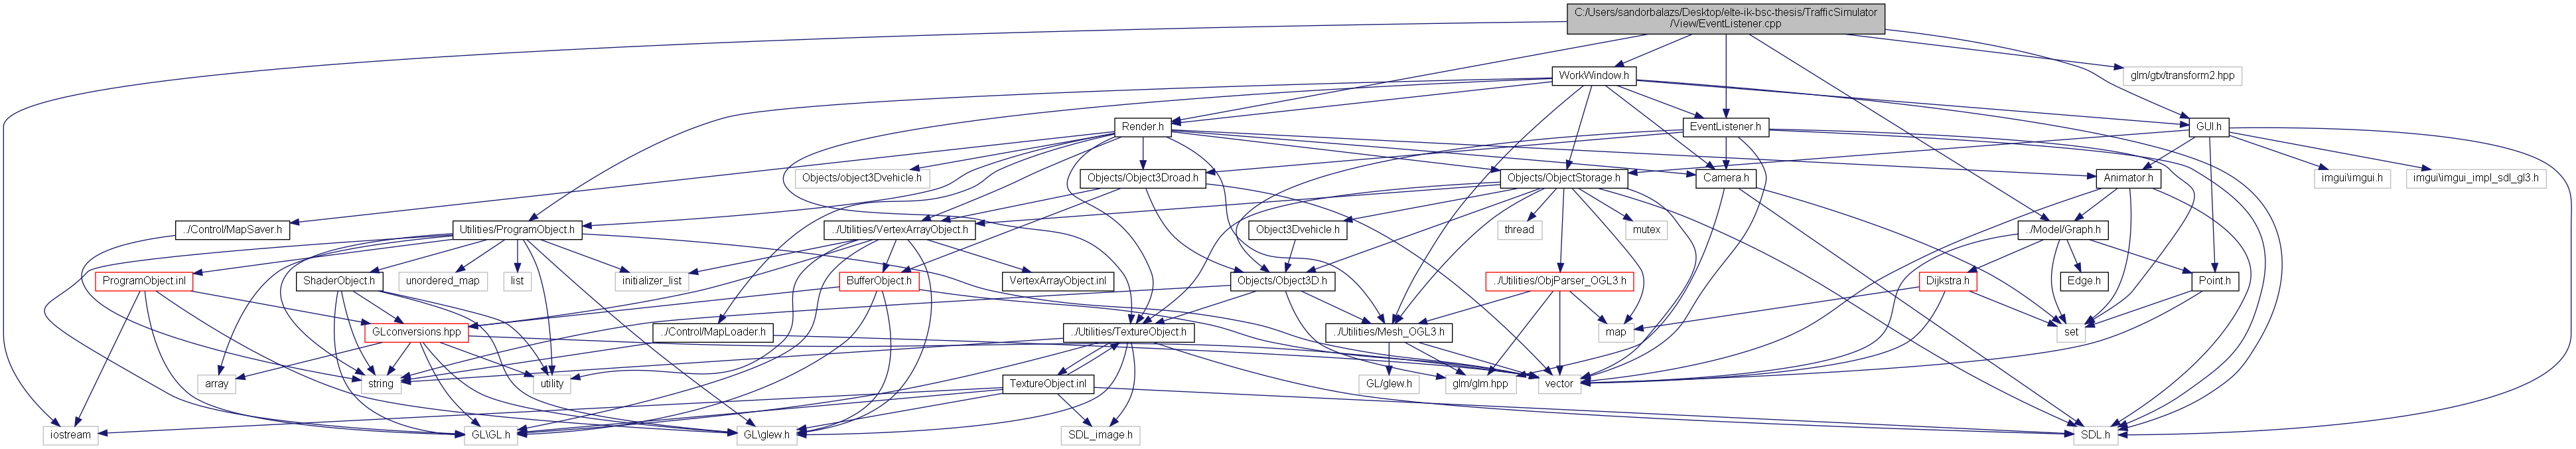 C:/Users/sandorbalazs/Desktop/elte-ik-bsc-thesis/TrafficSimulator
/View/EventListener.cpp
WorkWindow.h
glm/gtx/transform2.hpp
Render.h
EventListener.h
GUI.h
Objects/object3Dvehicle.h
Objects/Object3Droad.h
Objects/ObjectStorage.h
Camera.h
Animator.h
imgui\imgui.h
imgui\imgui_impl_sdl_gl3.h
../Control/MapSaver.h
Utilities/ProgramObject.h
../Utilities/VertexArrayObject.h
Object3Dvehicle.h
thread
mutex
../Model/Graph.h
ProgramObject.inl
ShaderObject.h
unordered_map
list
initializer_list
BufferObject.h
VertexArrayObject.inl
Objects/Object3D.h
../Utilities/ObjParser_OGL3.h
Dijkstra.h
Edge.h
Point.h
GLconversions.hpp
../Control/MapLoader.h
../Utilities/TextureObject.h
../Utilities/Mesh_OGL3.h
map
set
array
string
utility
TextureObject.inl
GL/glew.h
glm/glm.hpp
vector
iostream
GL\GL.h
GL\glew.h
SDL_image.h
SDL.h